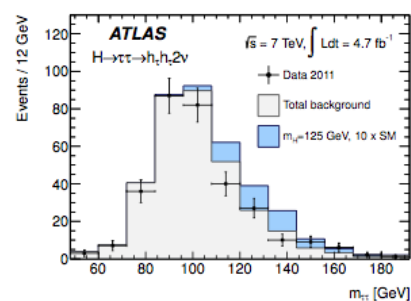 ATLAS
H→ττ→hτhτ2ν
√s = 7 TeV, ∫ Ldt = 4.7 fb⁻¹
Data 2011
Total background
mH=125 GeV, 10 x SM
Events / 12 GeV
120
100
80
60
40
20
0
60 80 100 120 140 160 180
mττ [GeV]